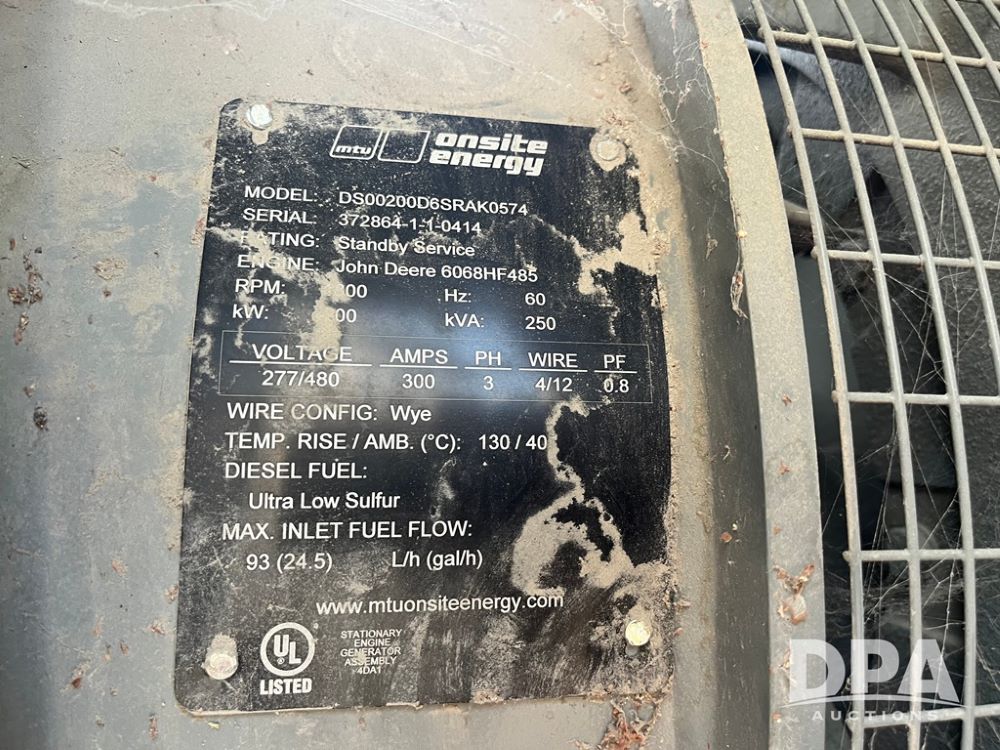 mtu onsite energy
MODEL: DS00200D6SRAK0574
SERIAL: 372864-1-1-0414
RATING: Standby Service
ENGINE: John Deere 6068HF485
RPM: 00 Hz: 60
kW: 00 kVA: 250
VOLTAGE AMPS PH WIRE PF
277/480 300 3 4/12 0.8
WIRE CONFIG: Wye
TEMP. RISE / AMB. (°C): 130 / 40
DIESEL FUEL:
Ultra Low Sulfur
MAX. INLET FUEL FLOW:
93 (24.5) L/h (gal/h)
www.mtuonsiteenergy.com
UL
LISTED
STATIONARY
ENGINE
GENERATOR
ASSEMBLY
4DA1
DPA
AUCTIONS